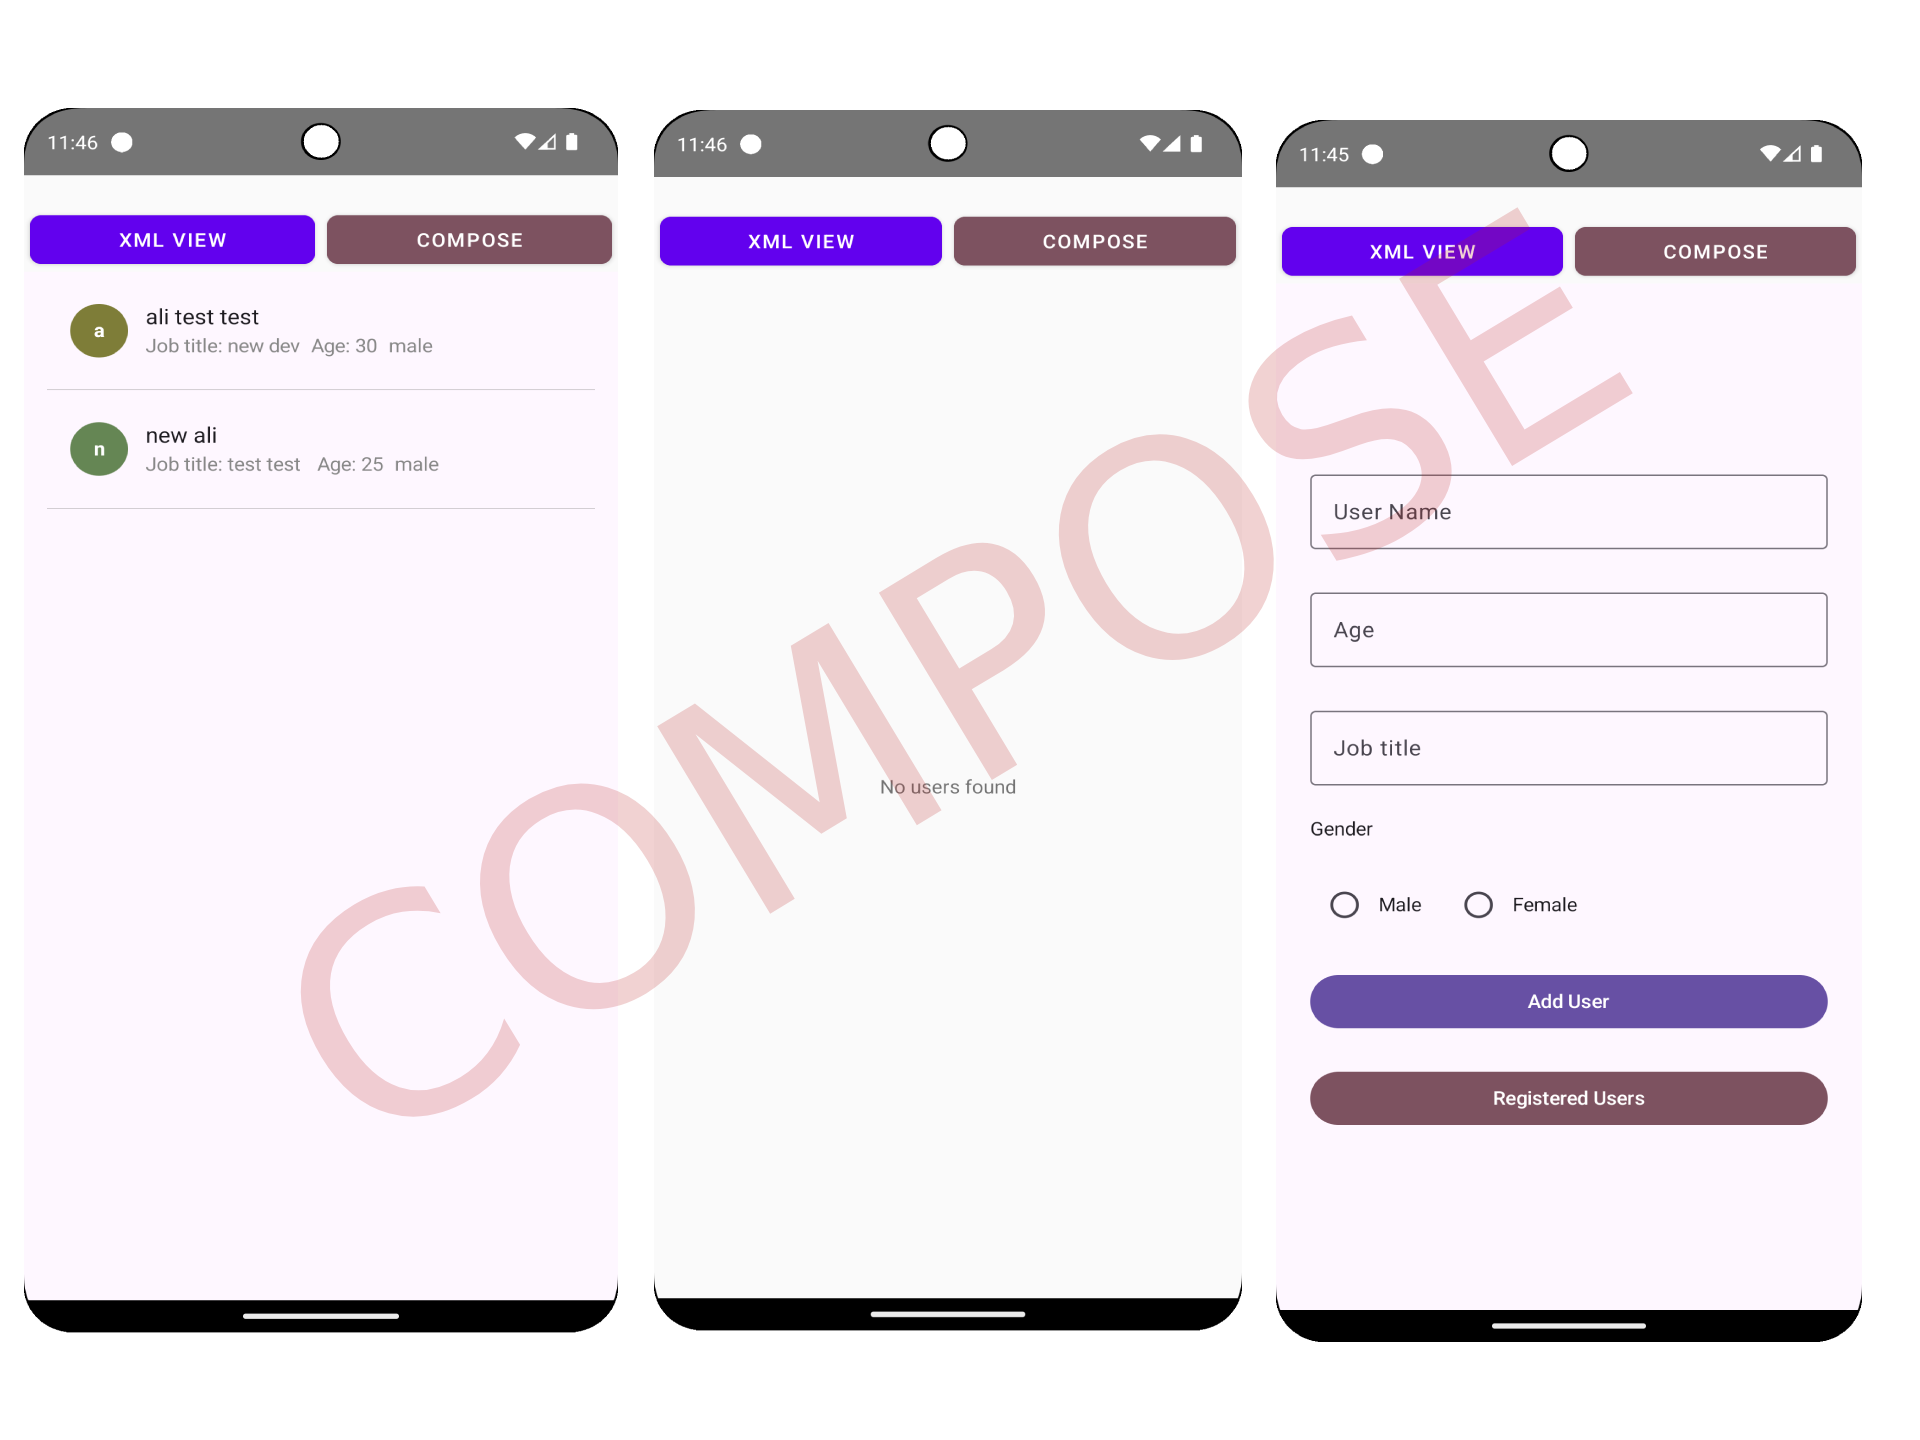 11:46
XML VIEW COMPOSE
a
ali test test
Job title: new dev Age: 30 male
n
new ali
Job title: test test Age: 25 male
11:46
XML VIEW COMPOSE
No users found
11:45
XML VIEW COMPOSE
User Name
Age
Job title
Gender
Male Female
Add User
Registered Users
COMPOSE